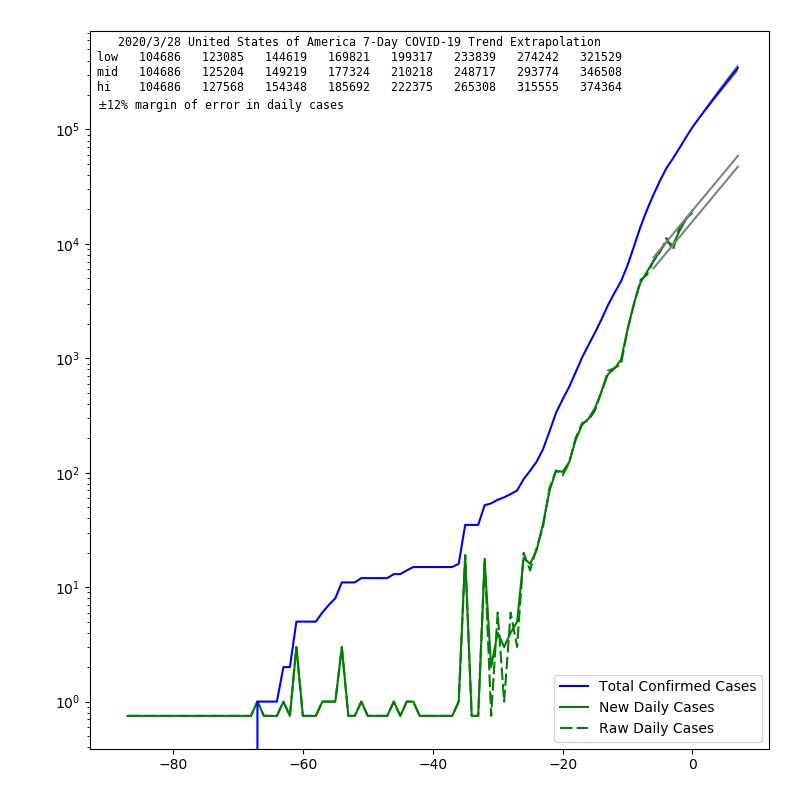 2020/3/28 United States of America 7-Day COVID-19 Trend Extrapolation
low 104686 123085 144619 169821 199317 233839 274242 321529
mid 104686 125204 149219 177324 210218 248717 293774 346508
hi 104686 127568 154348 185692 222375 265308 315555 374364
±12% margin of error in daily cases
10^5
10^4
10^3
10^2
10^1
10^0
Total Confirmed Cases
New Daily Cases
Raw Daily Cases
−80 −60 −40 −20 0